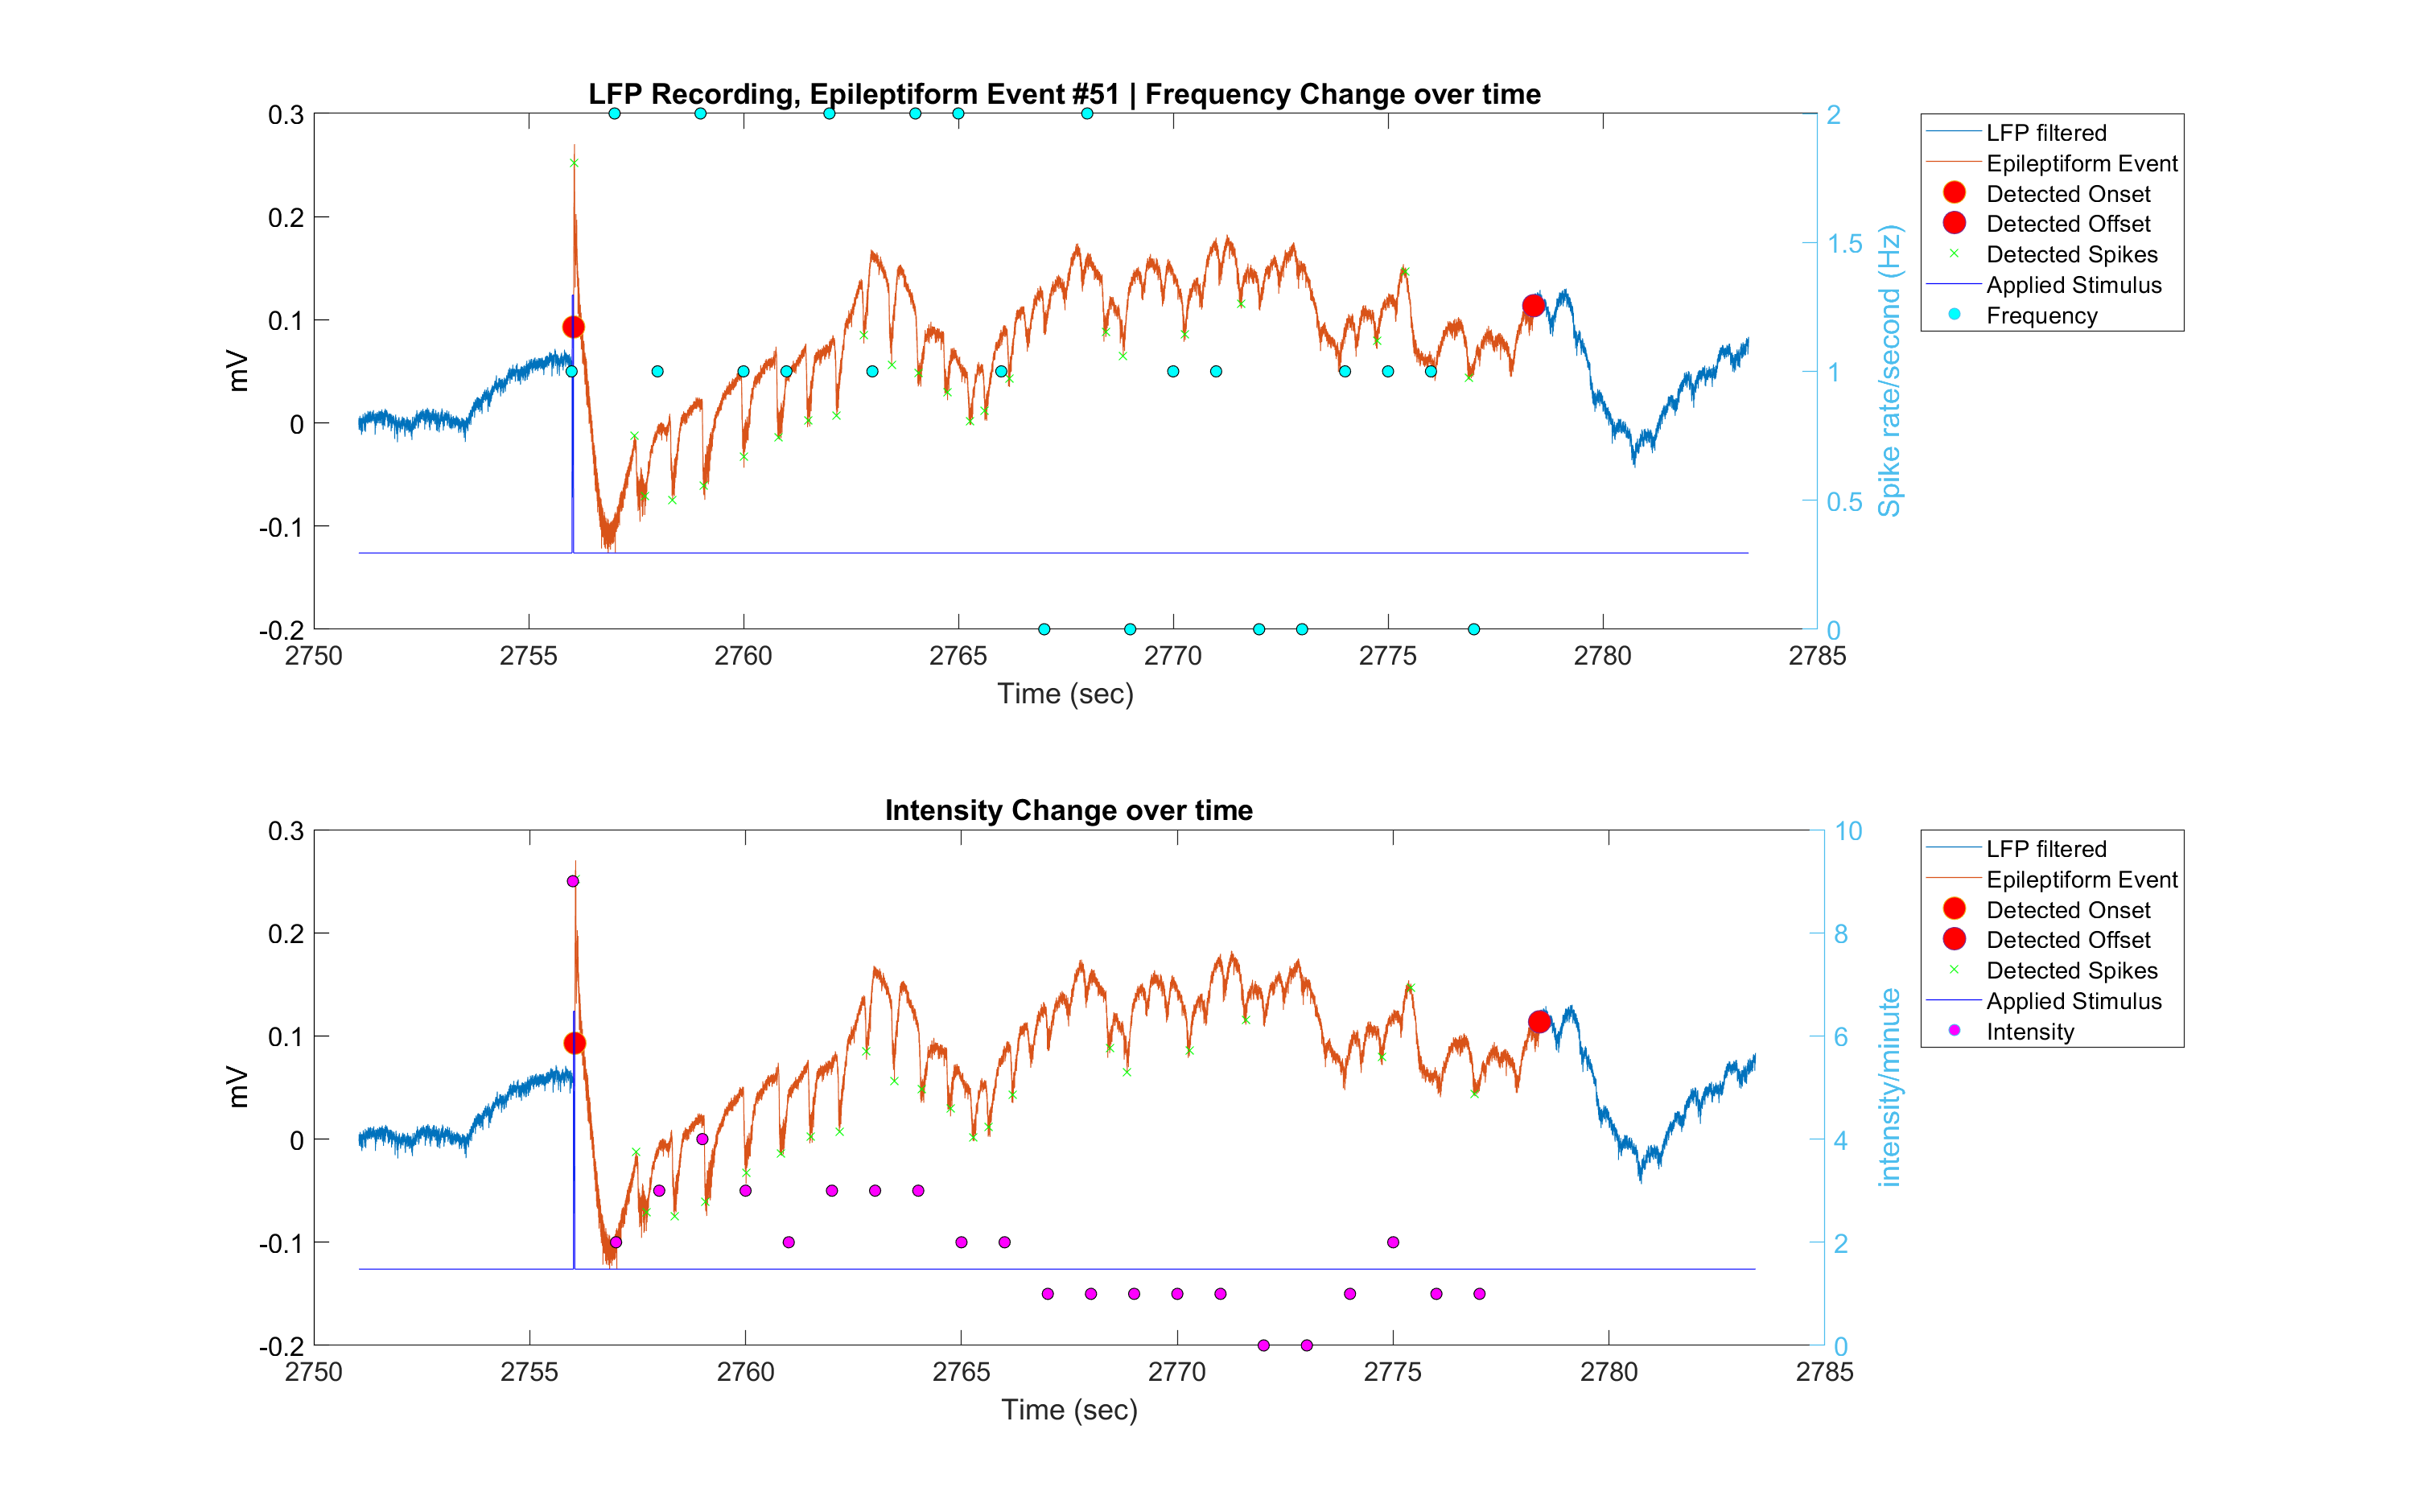 LFP Recording, Epileptiform Event #51 | Frequency Change over time
0.3
0.2
0.1
0
-0.1
-0.2
mV
2750 2755 2760 2765 2770 2775 2780 2785
Time (sec)
2
1.5
1
0.5
0
Spike rate/second (Hz)
LFP filtered
Epileptiform Event
Detected Onset
Detected Offset
Detected Spikes
Applied Stimulus
Frequency
Intensity Change over time
0.3
0.2
0.1
0
-0.1
-0.2
mV
2750 2755 2760 2765 2770 2775 2780 2785
Time (sec)
10
8
6
4
2
0
intensity/minute
LFP filtered
Epileptiform Event
Detected Onset
Detected Offset
Detected Spikes
Applied Stimulus
Intensity